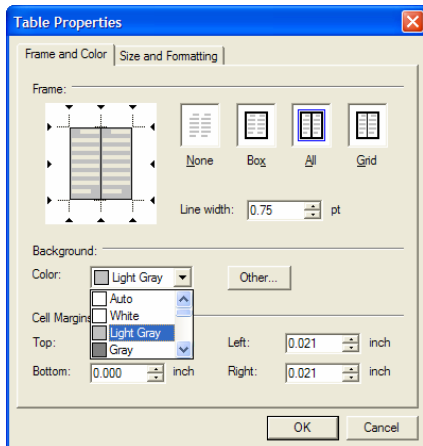 Table Properties
Frame and Color Size and Formatting
Frame:
None Box All Grid
Line width: 0.75 pt
Background:
Color: Light Gray Other...
Auto
White
Cell Margins
Light Gray
Top: Gray Left: 0.021 inch
Bottom: 0.000 inch Right: 0.021 inch
OK Cancel